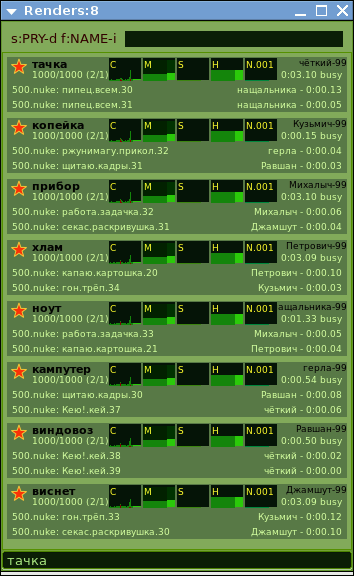 Renders:8
s:PRY-d f:NAME-i
тачка C M S H N.001 чёткий-99
1000/1000 (2/1) 0:03.10 busy
500.nuke: пипец.всем.30 нащальника - 0:00.13
500.nuke: пипец.всем.31 нащальника - 0:00.05
копейка C M S H N.001 Кузьмич-99
1000/1000 (2/1) 0:00.15 busy
500.nuke: ржунимагу.прикол.32 герла - 0:00.04
500.nuke: щитаю.кадры.31 Равшан - 0:00.03
прибор C M S H N.001 Михалыч-99
1000/1000 (2/1) 0:03.10 busy
500.nuke: работа.задачка.32 Михалыч - 0:00.06
500.nuke: секас.раскривушка.31 Джамшут - 0:00.04
хлам C M S H N.001 Петрович-99
1000/1000 (2/1) 0:03.09 busy
500.nuke: капаю.картошка.20 Петрович - 0:00.10
500.nuke: гон.трёп.34 Кузьмич - 0:00.03
ноут C M S H N.001 ащальника-99
1000/1000 (2/1) 0:01.33 busy
500.nuke: работа.задачка.33 Михалыч - 0:00.05
500.nuke: капаю.картошка.21 Петрович - 0:00.04
кампутер C M S H N.001 герла-99
1000/1000 (2/1) 0:00.54 busy
500.nuke: щитаю.кадры.30 Равшан - 0:00.08
500.nuke: Кею!.кей.37 чёткий - 0:00.06
виндовоз C M S H N.001 Равшан-99
1000/1000 (2/1) 0:00.50 busy
500.nuke: Кею!.кей.38 чёткий - 0:00.02
500.nuke: Кею!.кей.39 чёткий - 0:00.00
виснет C M S H N.001 Джамшут-99
1000/1000 (2/1) 0:03.09 busy
500.nuke: гон.трёп.33 Кузьмич - 0:00.12
500.nuke: секас.раскривушка.30 Джамшут - 0:00.10
тачка